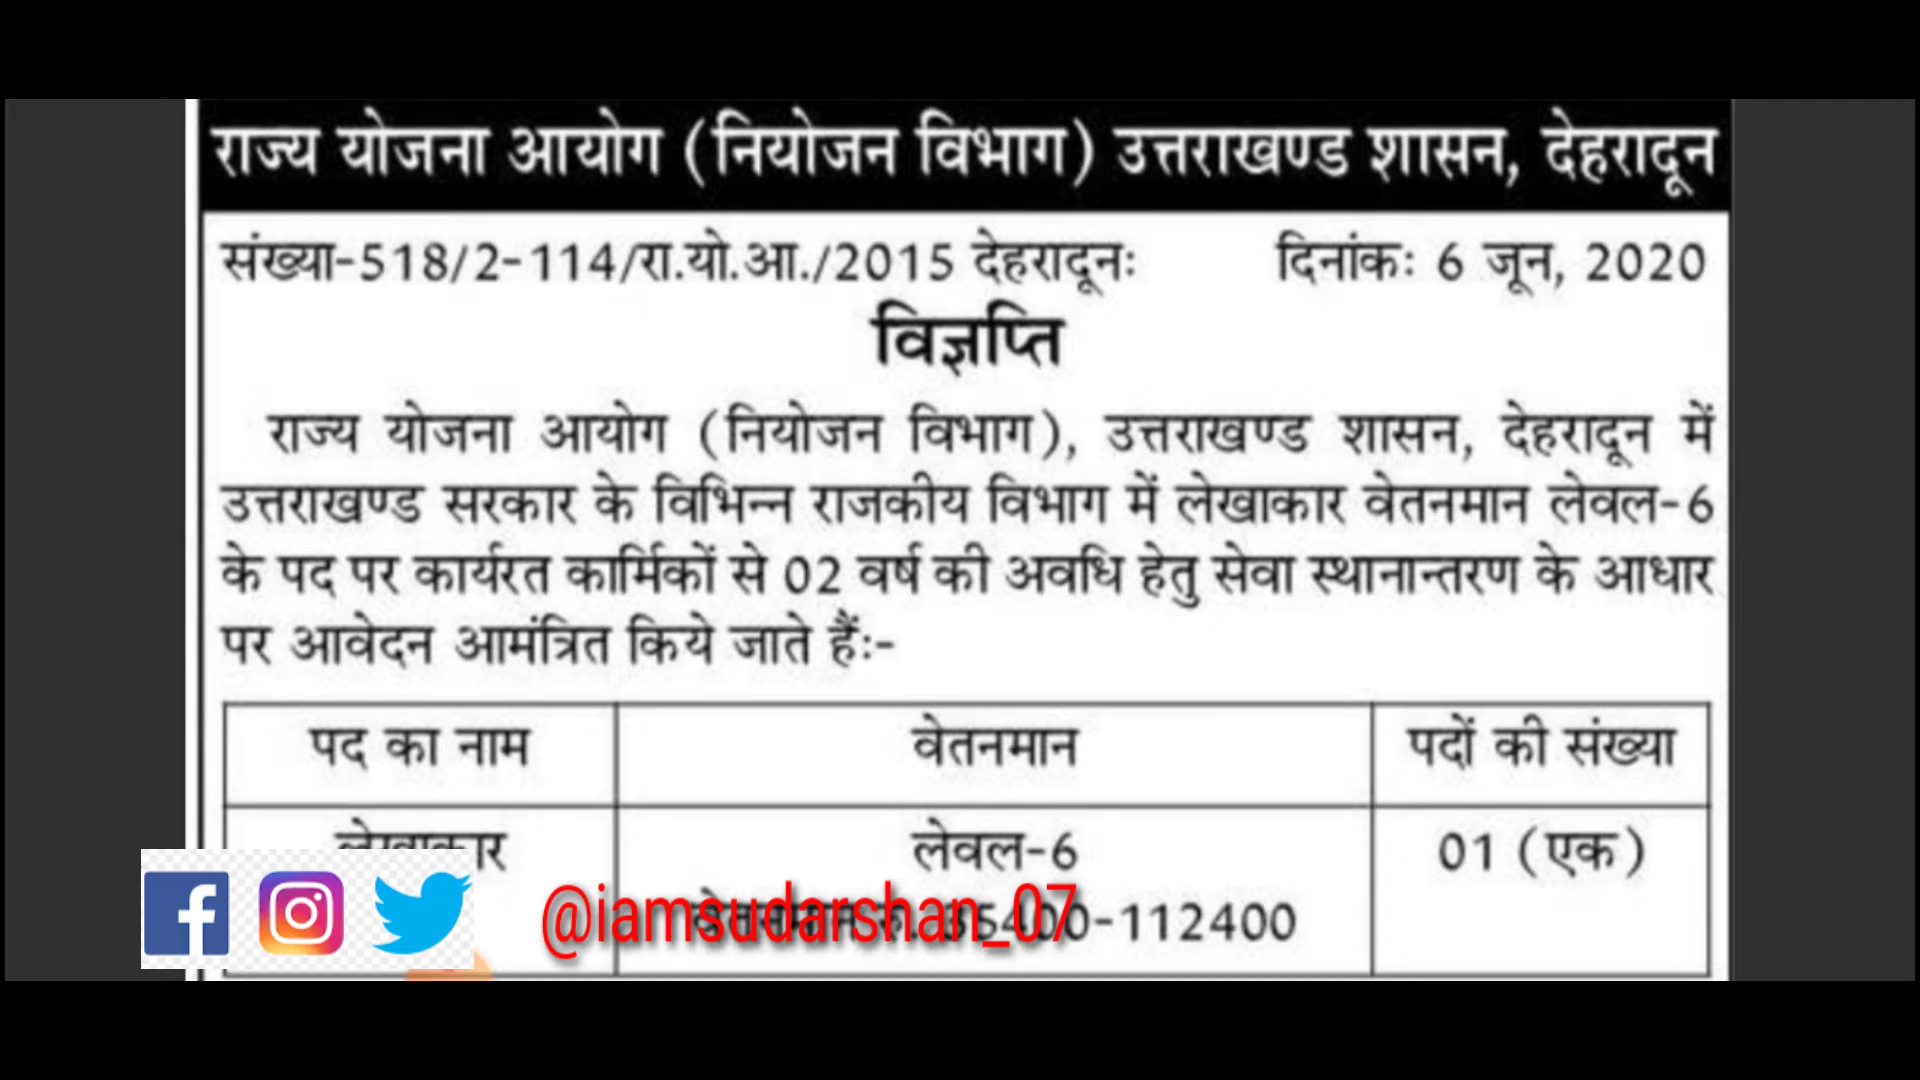 राज्य योजना आयोग (नियोजन विभाग) उत्तराखण्ड शासन, देहरादून
संख्या-518/2-114/रा.यो.आ./2015 देहरादूनः दिनांकः 6 जून, 2020
विज्ञप्ति
राज्य योजना आयोग (नियोजन विभाग), उत्तराखण्ड शासन, देहरादून में
उत्तराखण्ड सरकार के विभिन्न राजकीय विभाग में लेखाकार वेतनमान लेवल-6
के पद पर कार्यरत कार्मिकों से 02 वर्ष की अवधि हेतु सेवा स्थानान्तरण के आधार
पर आवेदन आमंत्रित किये जाते हैंः-
पद का नाम वेतनमान पदों की संख्या
लेखाकार लेवल-6 01 (एक)
वेतनमान रु. 35400-112400
@iamsudarshan_07